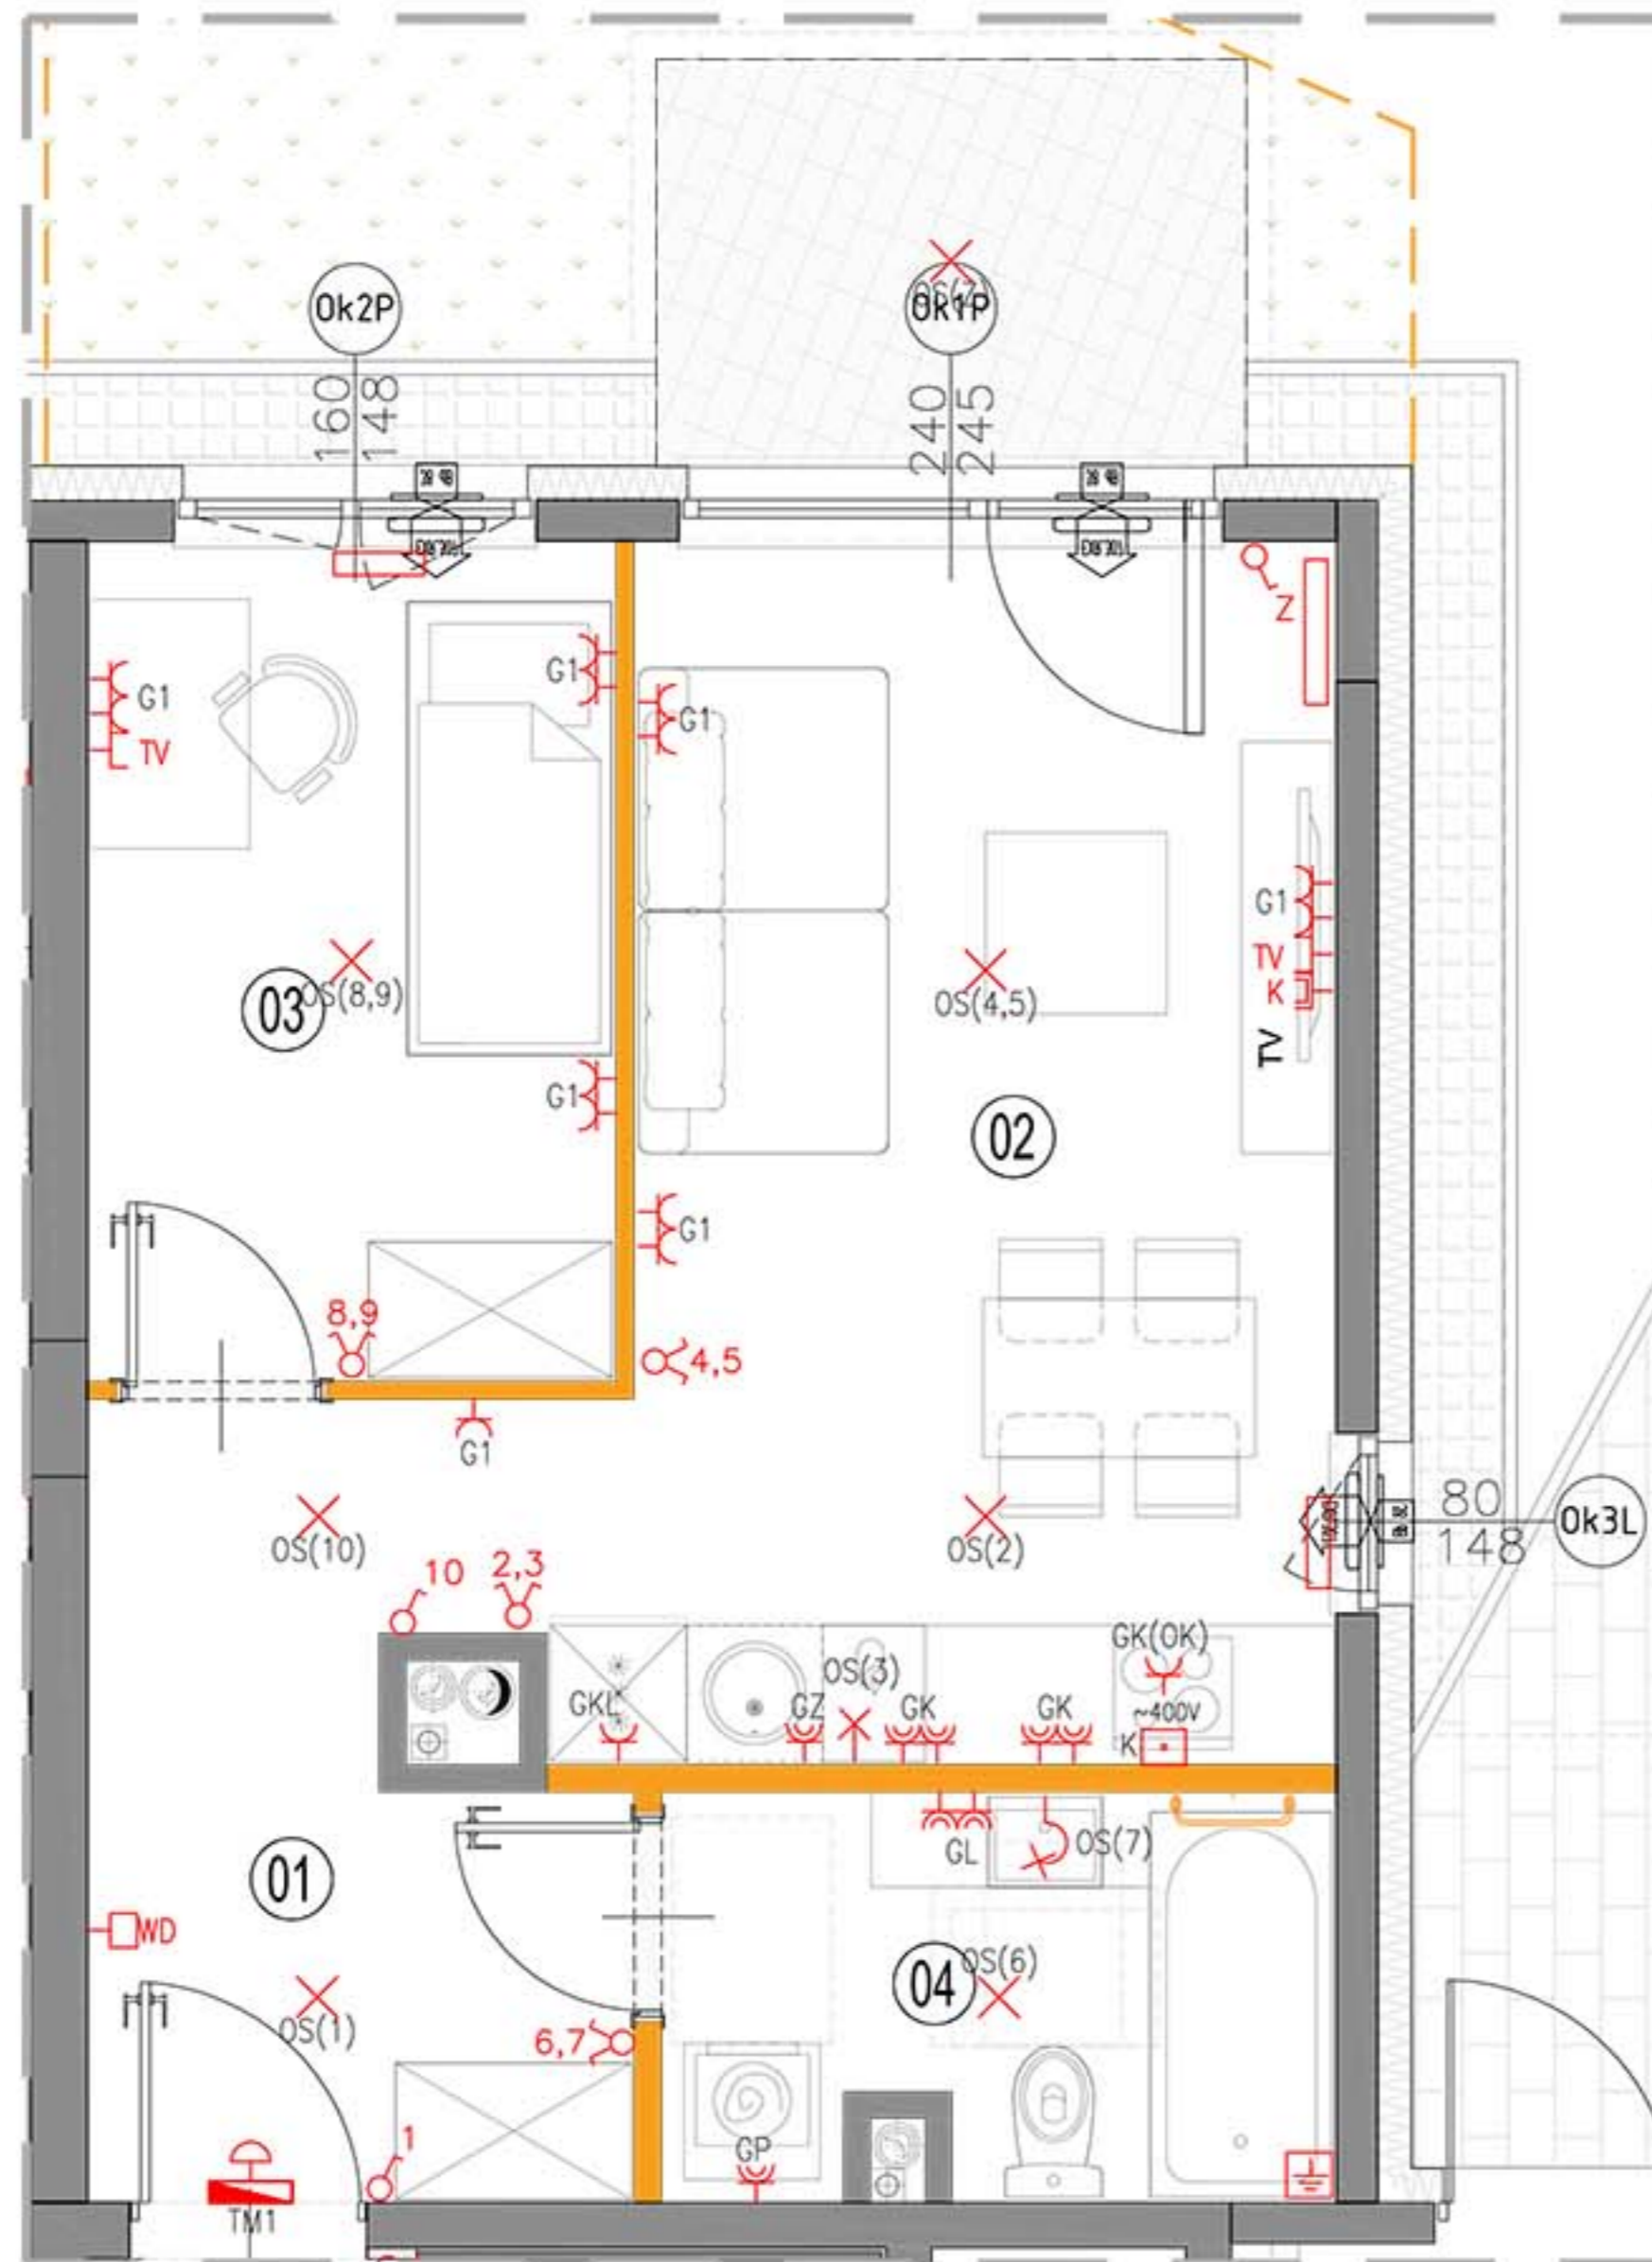 Ok2P
Ok1P
160
148
240
245
Z
G1
G1
G1
TV
G1
TV
K
TV
03
OS(8,9)
OS(4,5)
G1
02
G1
8,9
4,5
G1
80
148
Ok3L
OS(10)
OS(2)
10
2,3
GK(OK)
OS(3)
GKL
GZ
GK
GK
~400V
K
GL
OS(7)
01
WD
04
OS(6)
OS(1)
6,7
1
GP
TM1